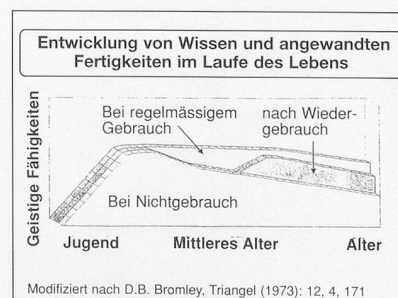 Entwicklung von Wissen und angewandten
Fertigkeiten im Laufe des Lebens
Geistige Fähigkeiten
Bei regelmässigem
Gebrauch
nach Wieder-
gebrauch
Bei Nichtgebrauch
Jugend
Mittleres Alter
Alter
Modifiziert nach D.B. Bromley, Triangel (1973): 12, 4, 171